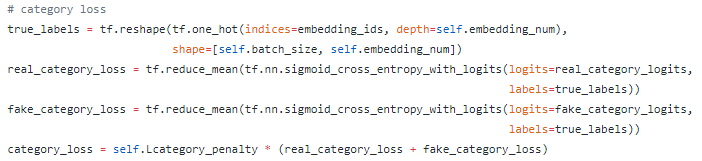 # category loss
true_labels = tf.reshape(tf.one_hot(indices=embedding_ids, depth=self.embedding_num),
shape=[self.batch_size, self.embedding_num])
real_category_loss = tf.reduce_mean(tf.nn.sigmoid_cross_entropy_with_logits(logits=real_category_logits,
labels=true_labels))
fake_category_loss = tf.reduce_mean(tf.nn.sigmoid_cross_entropy_with_logits(logits=fake_category_logits,
labels=true_labels))
category_loss = self.Lcategory_penalty * (real_category_loss + fake_category_loss)